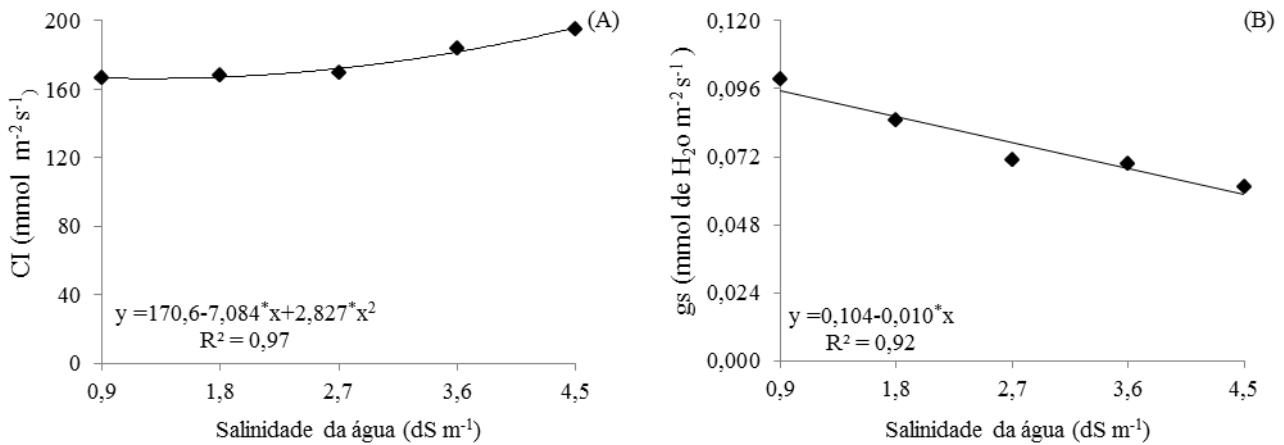 (A)
CI (mmol m-2 s-1)
200
160
120
80
40
0
y =170,6-7,084*x+2,827*x2
R² = 0,97
0,9 1,8 2,7 3,6 4,5
Salinidade da água (dS m-1)
(B)
gs (mmol de H2o m-2 s-1)
0,120
0,096
0,072
0,048
0,024
0,000
y =0,104-0,010*x
R² = 0,92
0,9 1,8 2,7 3,6 4,5
Salinidade da água (dS m-1)